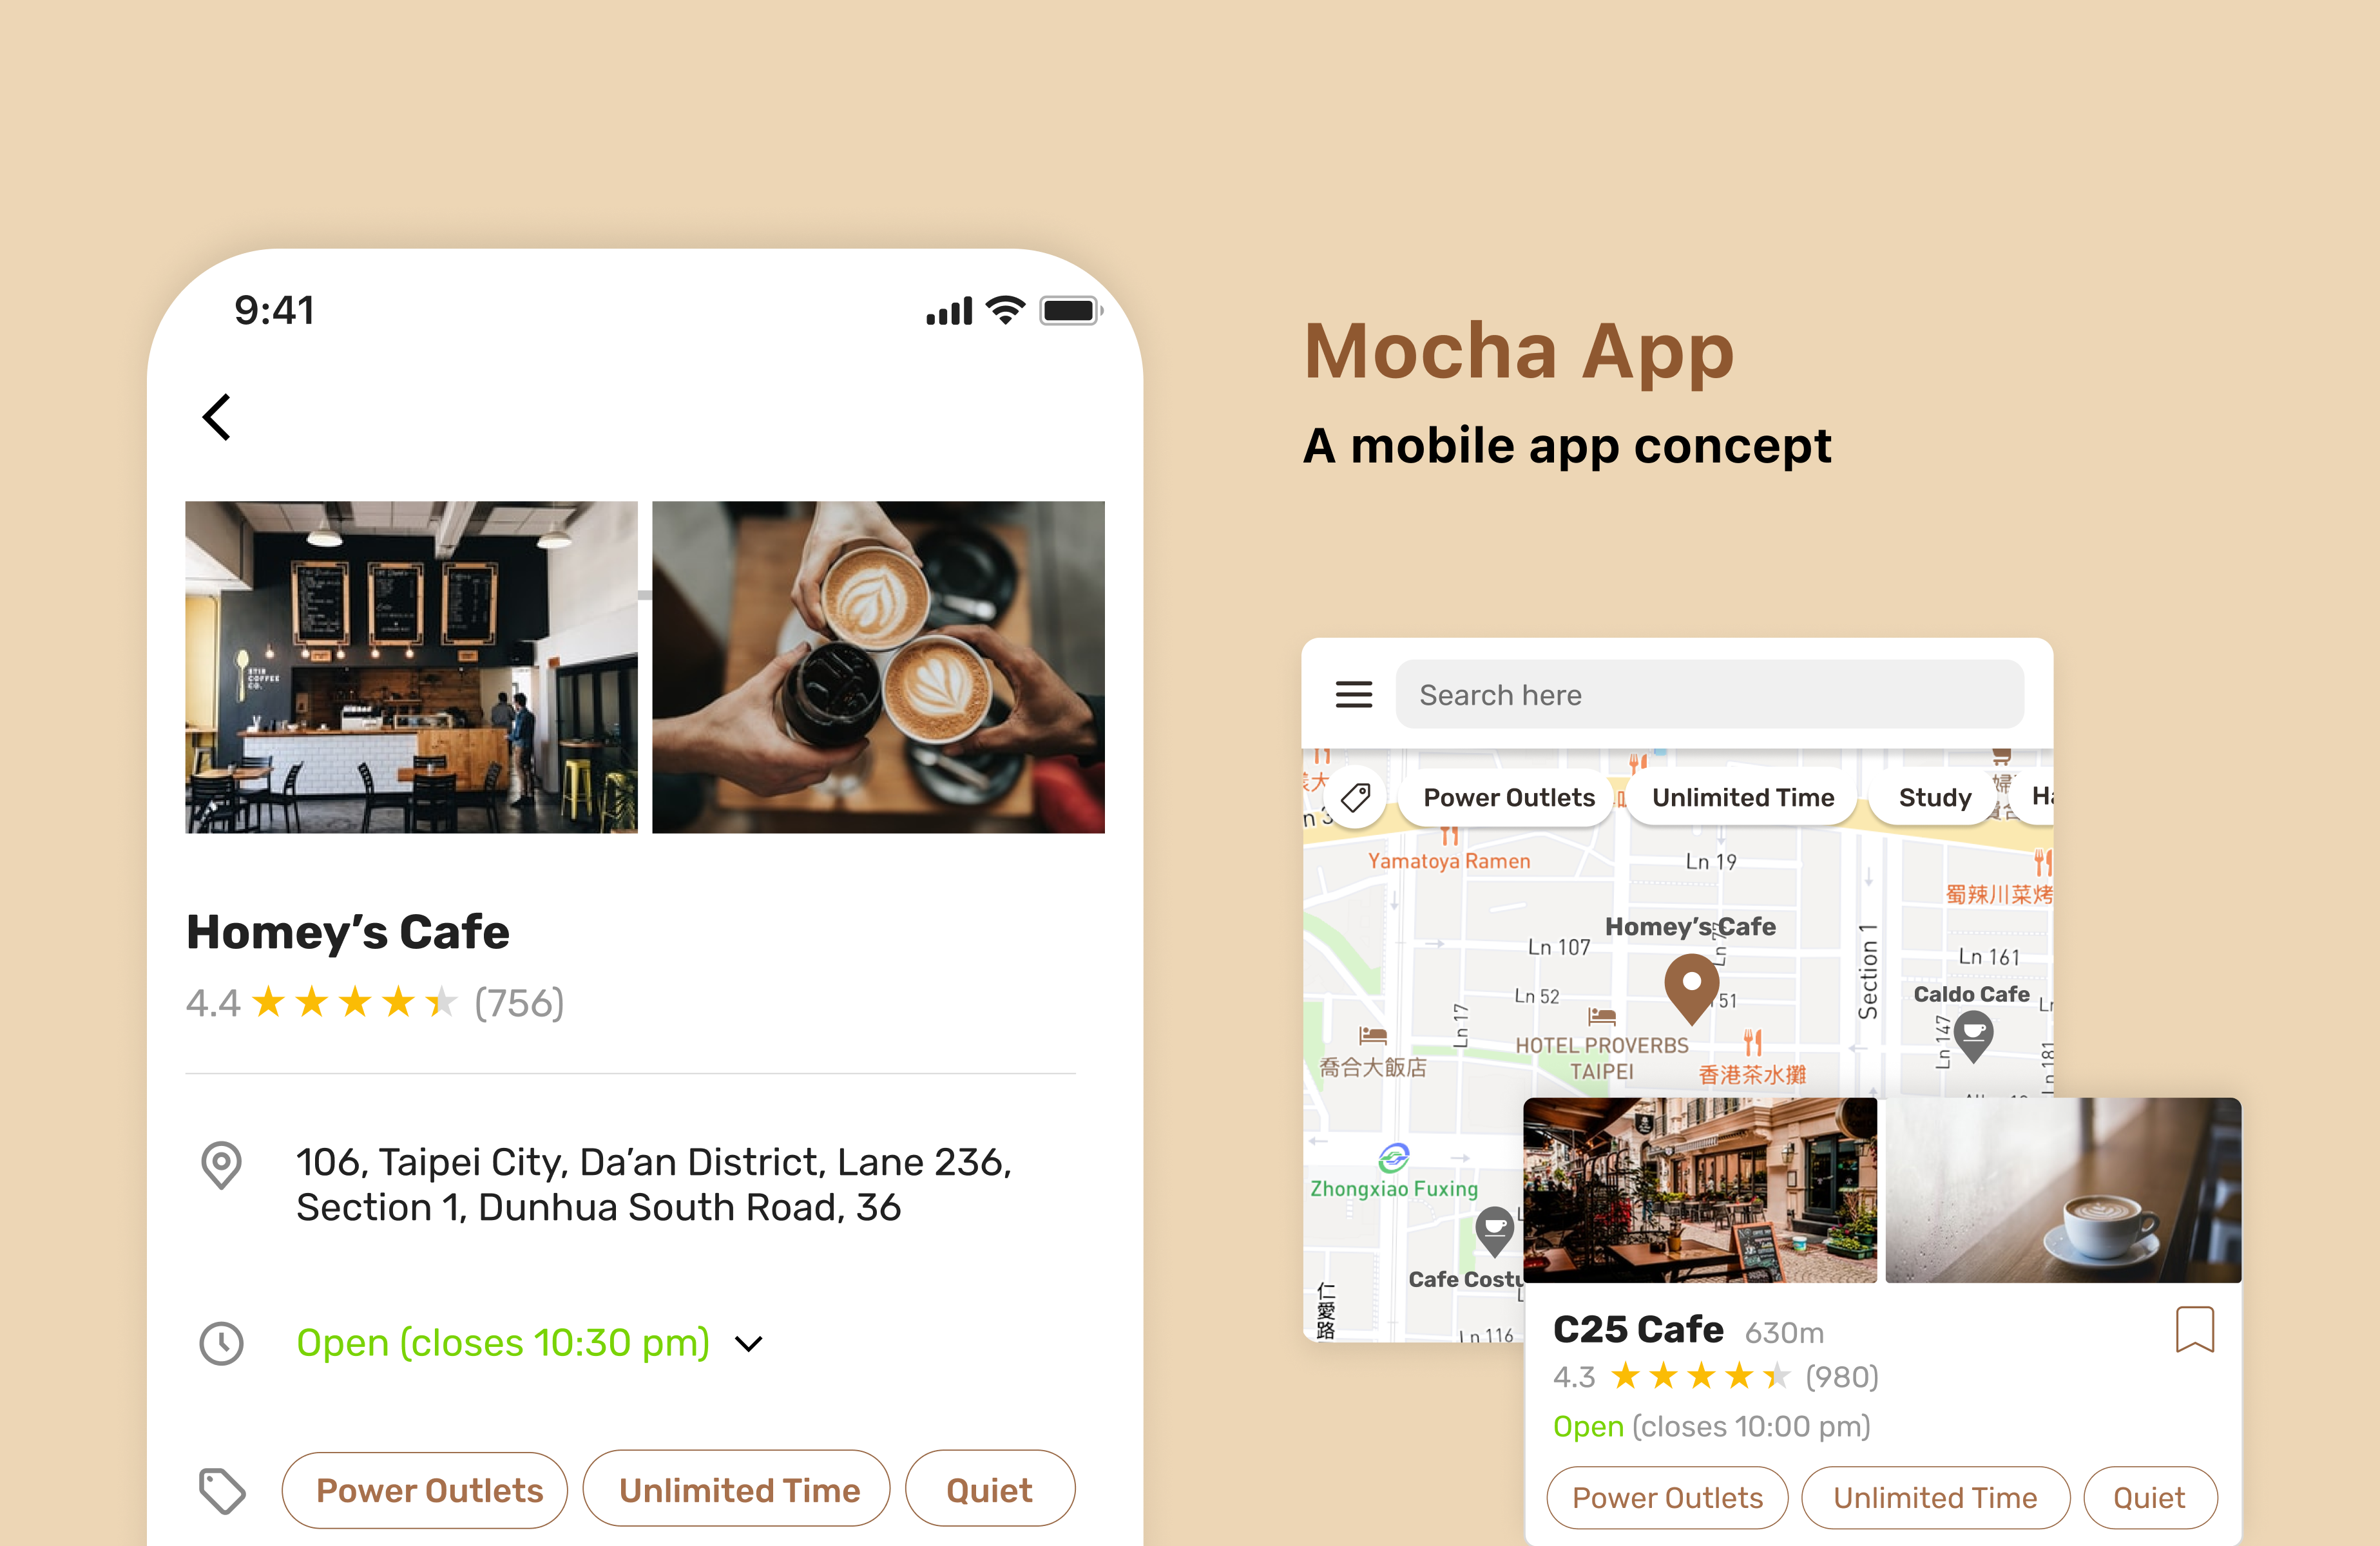 9:41
STIR
COFFEE
CO.
Homey’s Cafe
4.4
(756)
106, Taipei City, Da’an District, Lane 236,
Section 1, Dunhua South Road, 36
Open (closes 10:30 pm)
Power Outlets
Unlimited Time
Quiet
Mocha App
A mobile app concept
Search here
Power Outlets
Unlimited Time
Study
Yamatoya Ramen
Ln 19
蜀辣川菜烤
Homey’s Cafe
Ln 107
Section 1
Ln 161
Ln 52
51
Caldo Cafe
Ln 17
HOTEL PROVERBS
TAIPEI
Ln 147
喬合大飯店
香港茶水攤
Ln 181
Zhongxiao Fuxing
Cafe Costu
仁愛路
Ln 116
C25 Cafe 630m
4.3
(980)
Open (closes 10:00 pm)
Power Outlets
Unlimited Time
Quiet